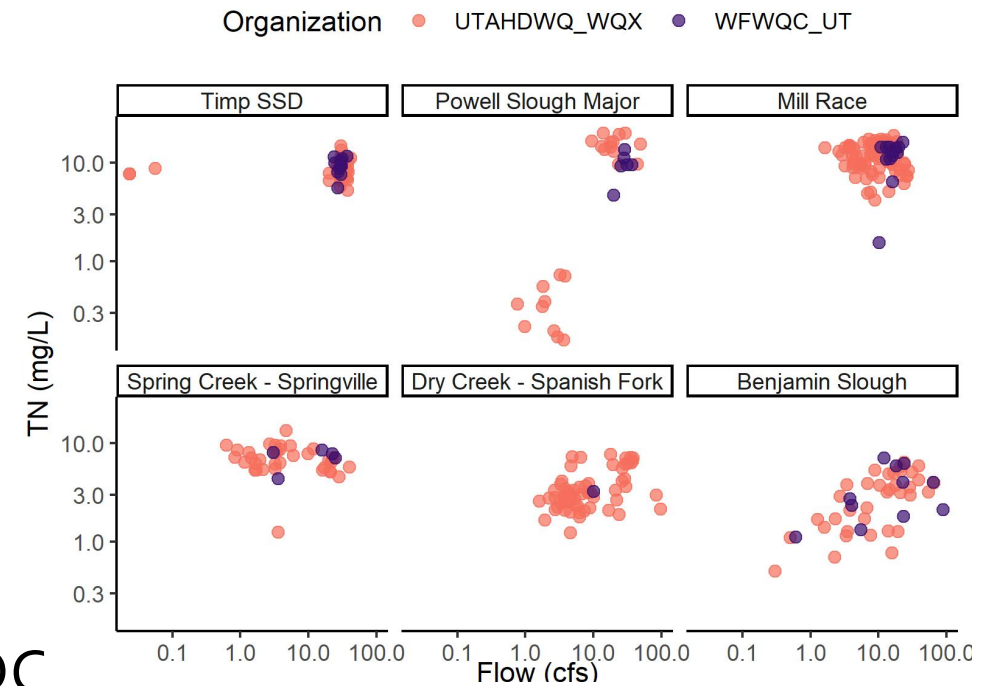 Organization UTAHDWQ_WQX WFWQC_UT
Timp SSD Powell Slough Major Mill Race
10.0
3.0
1.0
0.3
TN (mg/L)
Spring Creek - Springville Dry Creek - Spanish Fork Benjamin Slough
10.0
3.0
1.0
0.3
0.1 1.0 10.0 100.0 0.1 1.0 10.0 100.0 0.1 1.0 10.0 100.0
Flow (cfs)